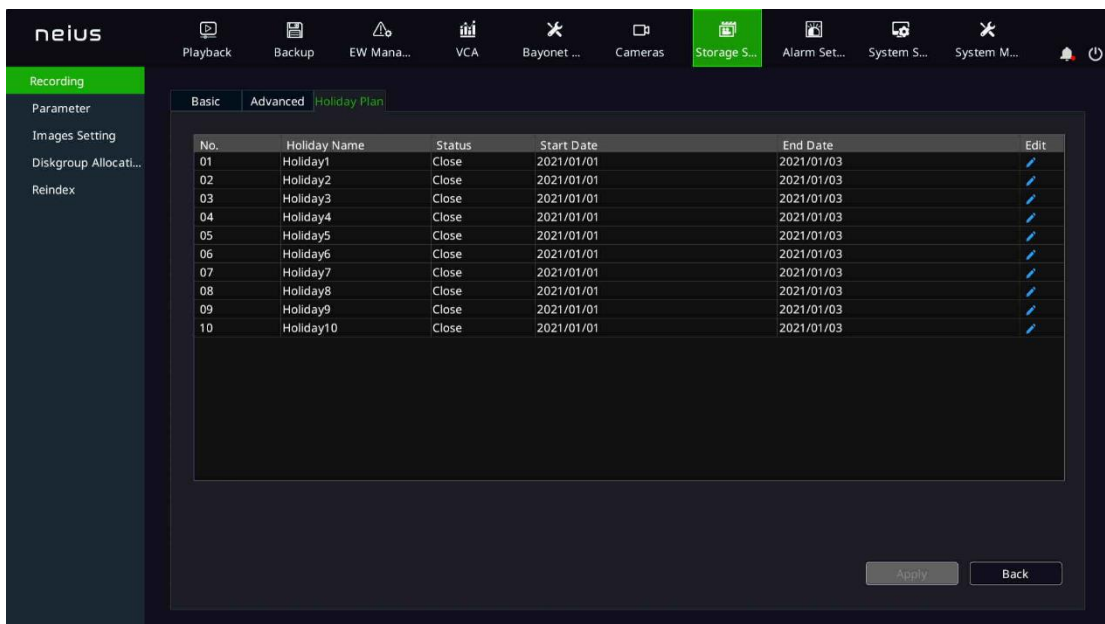 neius
Playback Backup EW Mana... VCA Bayonet ... Cameras Storage S... Alarm Set... System S... System M...
Recording
Parameter
Images Setting
Diskgroup Allocati...
Reindex
Basic Advanced Holiday Plan
No. Holiday Name Status Start Date End Date Edit
01 Holiday1 Close 2021/01/01 2021/01/03
02 Holiday2 Close 2021/01/01 2021/01/03
03 Holiday3 Close 2021/01/01 2021/01/03
04 Holiday4 Close 2021/01/01 2021/01/03
05 Holiday5 Close 2021/01/01 2021/01/03
06 Holiday6 Close 2021/01/01 2021/01/03
07 Holiday7 Close 2021/01/01 2021/01/03
08 Holiday8 Close 2021/01/01 2021/01/03
09 Holiday9 Close 2021/01/01 2021/01/03
10 Holiday10 Close 2021/01/01 2021/01/03
Apply Back